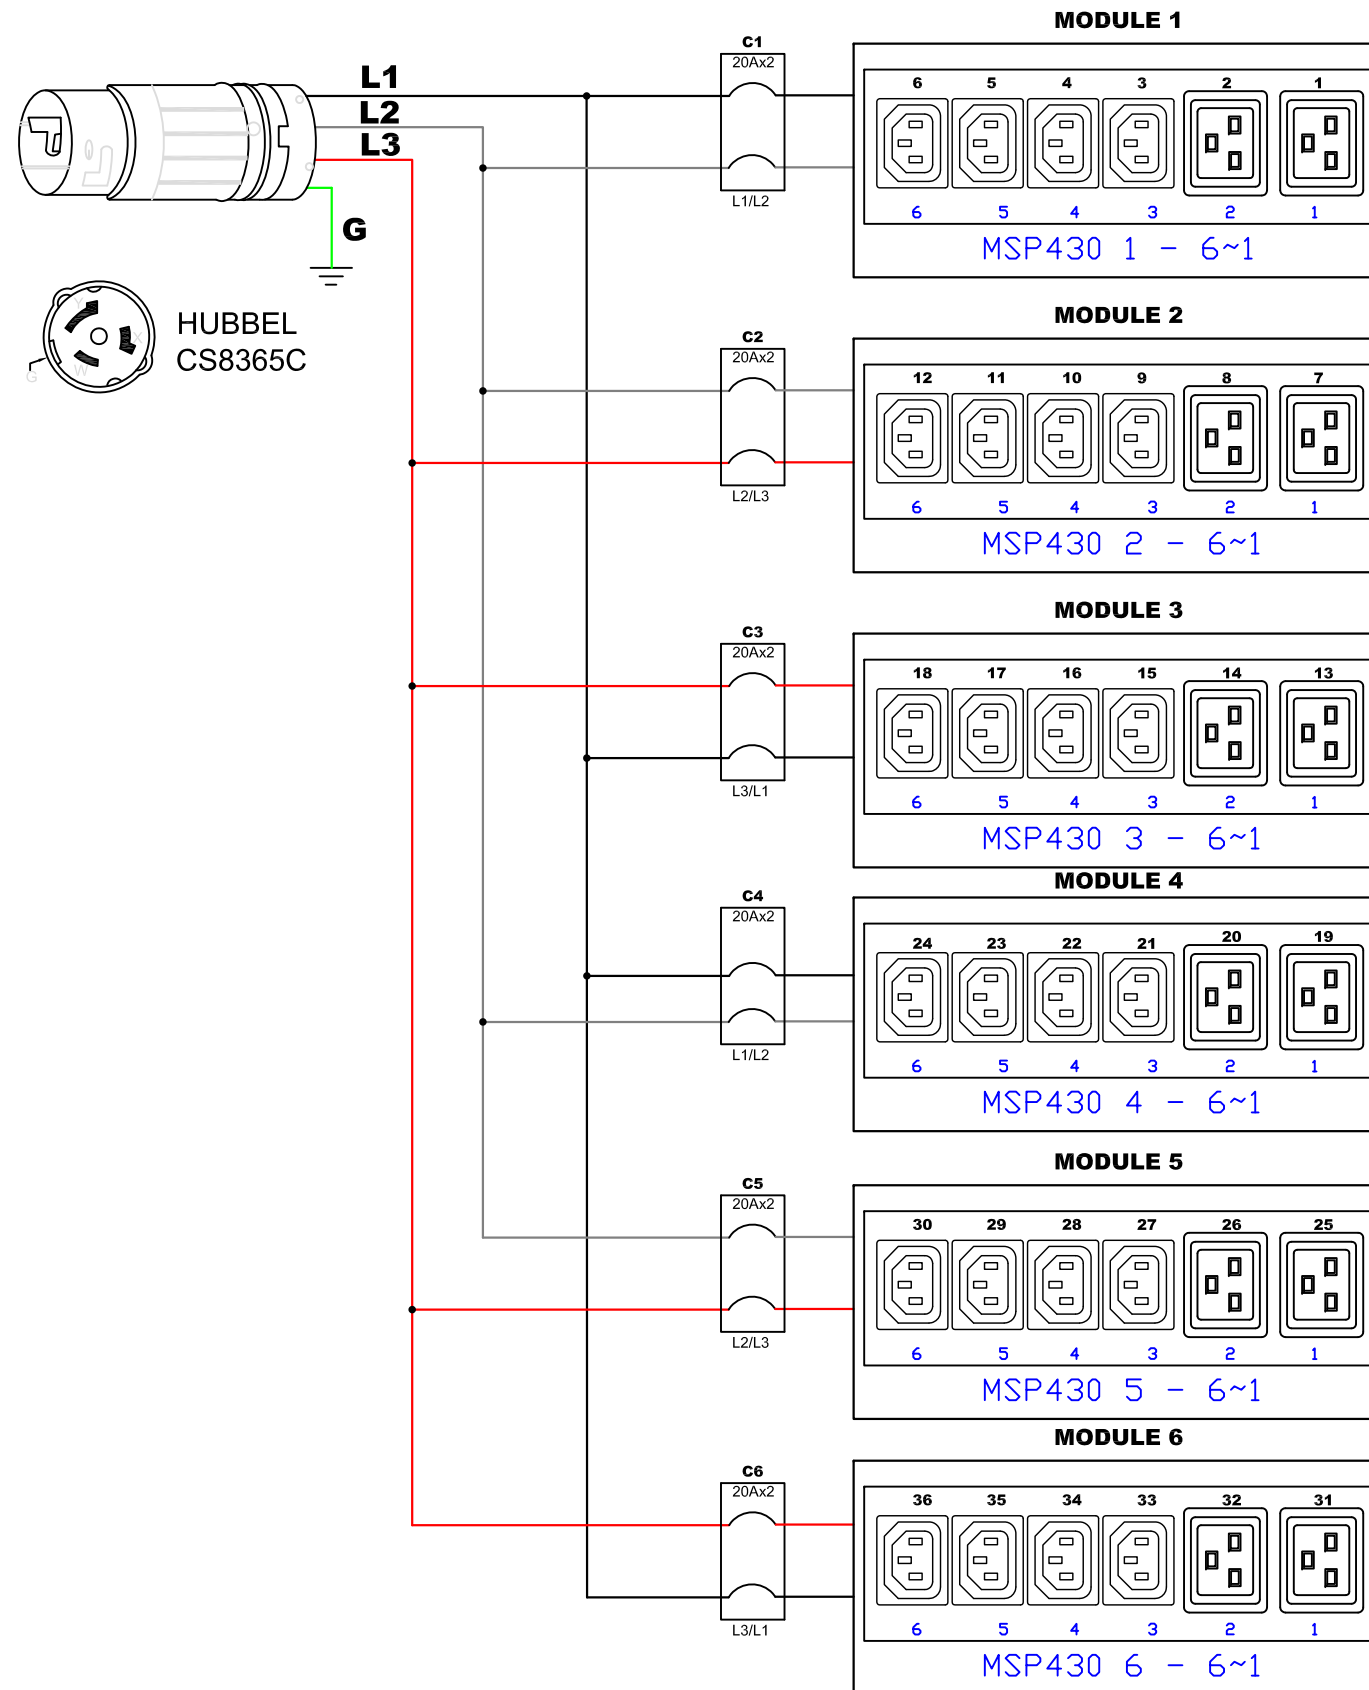 MODULE 1
C1
20Ax2
L1
L2
L3
G
L1/L2
6 5 4 3 2 1
6 5 4 3 2 1
MSP430 1 - 6~1
HUBBEL
CS8365C
Y
X
W
G
MODULE 2
C2
20Ax2
L2/L3
12 11 10 9 8 7
6 5 4 3 2 1
MSP430 2 - 6~1
MODULE 3
C3
20Ax2
L3/L1
18 17 16 15 14 13
6 5 4 3 2 1
MSP430 3 - 6~1
MODULE 4
C4
20Ax2
L1/L2
24 23 22 21 20 19
6 5 4 3 2 1
MSP430 4 - 6~1
MODULE 5
C5
20Ax2
L2/L3
30 29 28 27 26 25
6 5 4 3 2 1
MSP430 5 - 6~1
MODULE 6
C6
20Ax2
L3/L1
36 35 34 33 32 31
6 5 4 3 2 1
MSP430 6 - 6~1